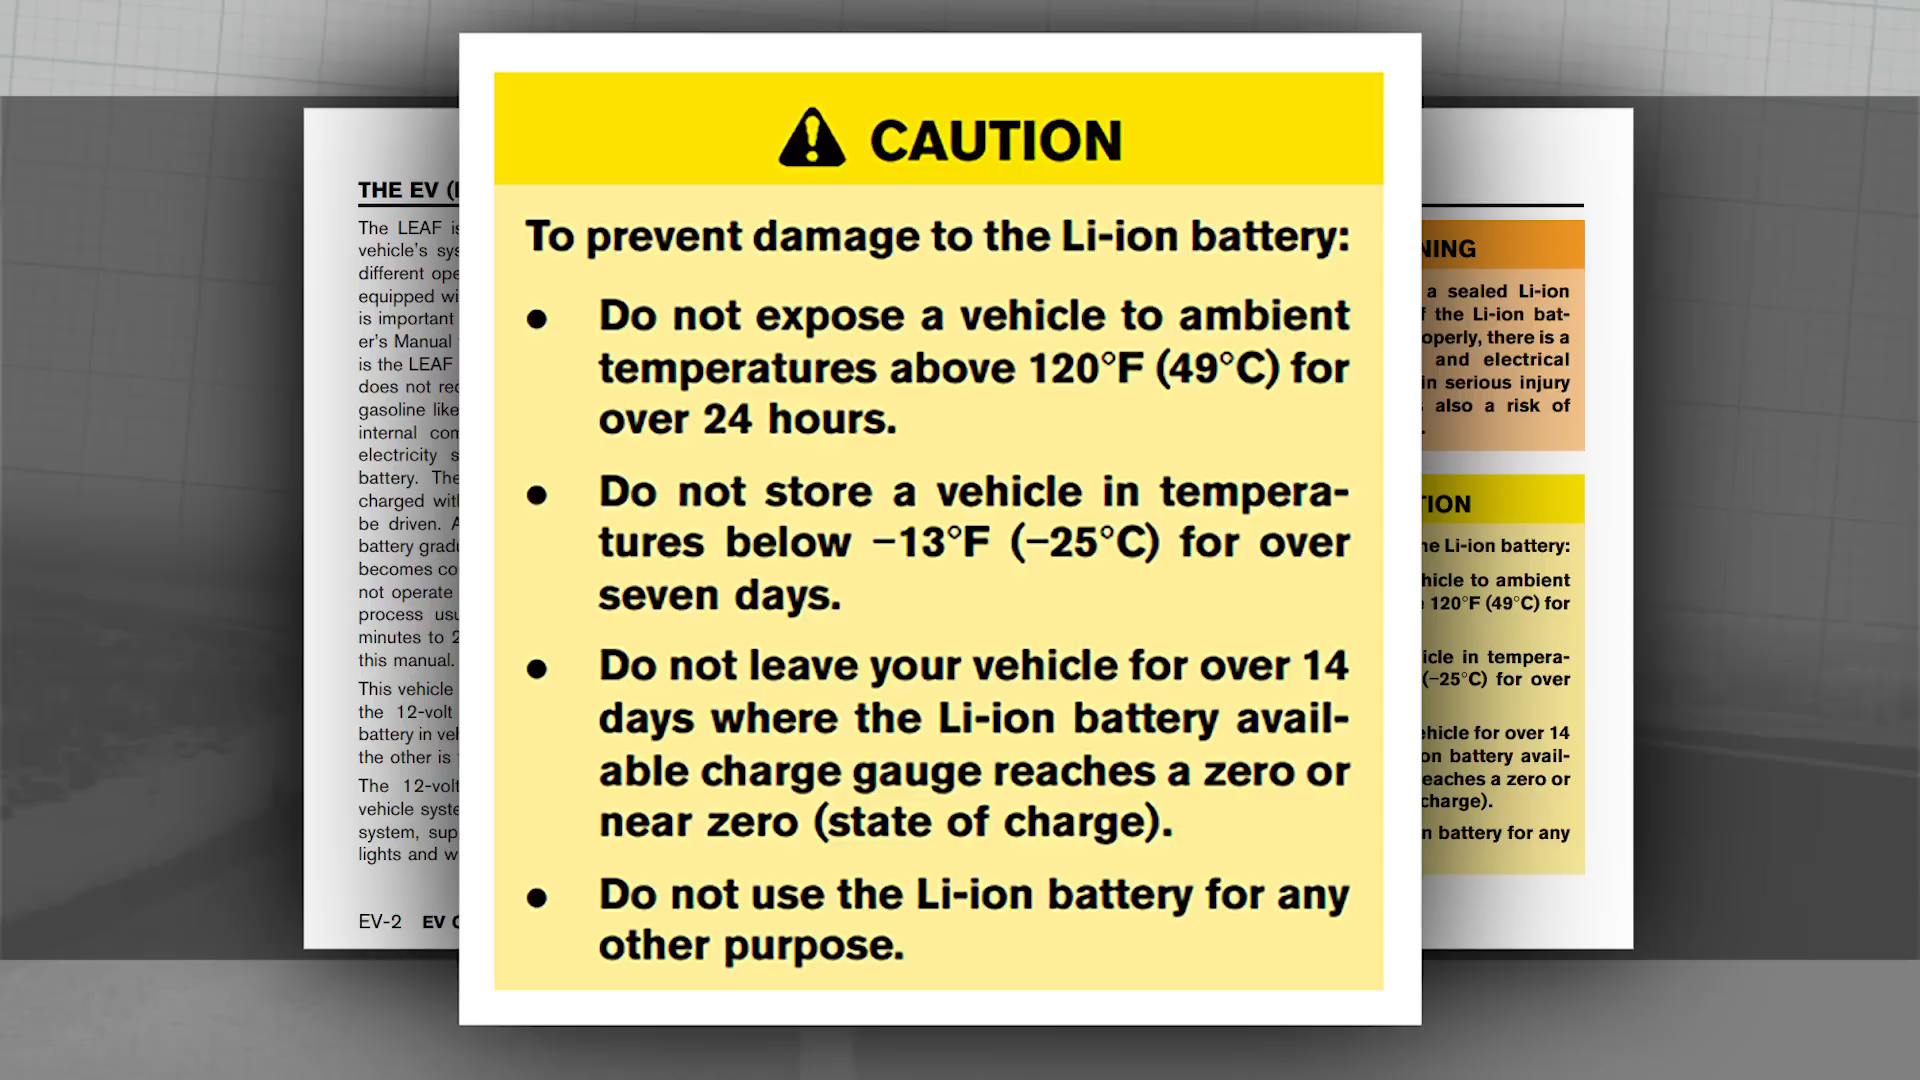 CAUTION
To prevent damage to the Li-ion battery:
● Do not expose a vehicle to ambient
temperatures above 120°F (49°C) for
over 24 hours.
● Do not store a vehicle in tempera-
tures below −13°F (−25°C) for over
seven days.
● Do not leave your vehicle for over 14
days where the Li-ion battery avail-
able charge gauge reaches a zero or
near zero (state of charge).
● Do not use the Li-ion battery for any
other purpose.
THE EV (
The LEAF is
vehicle's
different
equipped
is important
er's Manual
is the LEAF
does not
gasoline like
internal
electricity
battery. The
charged
be driven.
battery
becomes
not operate
process
minutes to
this manual.
This vehicle
the 12-volt
battery in
the other is
The 12-volt
vehicle
system,
lights and
EV-2 EV
a sealed Li-ion
the Li-ion bat-
there is a
and electrical
in serious injury
also a risk of
Li-ion battery:
to ambient
120°F (49°C) for
in tempera-
(−25°C) for over
for over 14
battery avail-
a zero or
charge).
battery for any